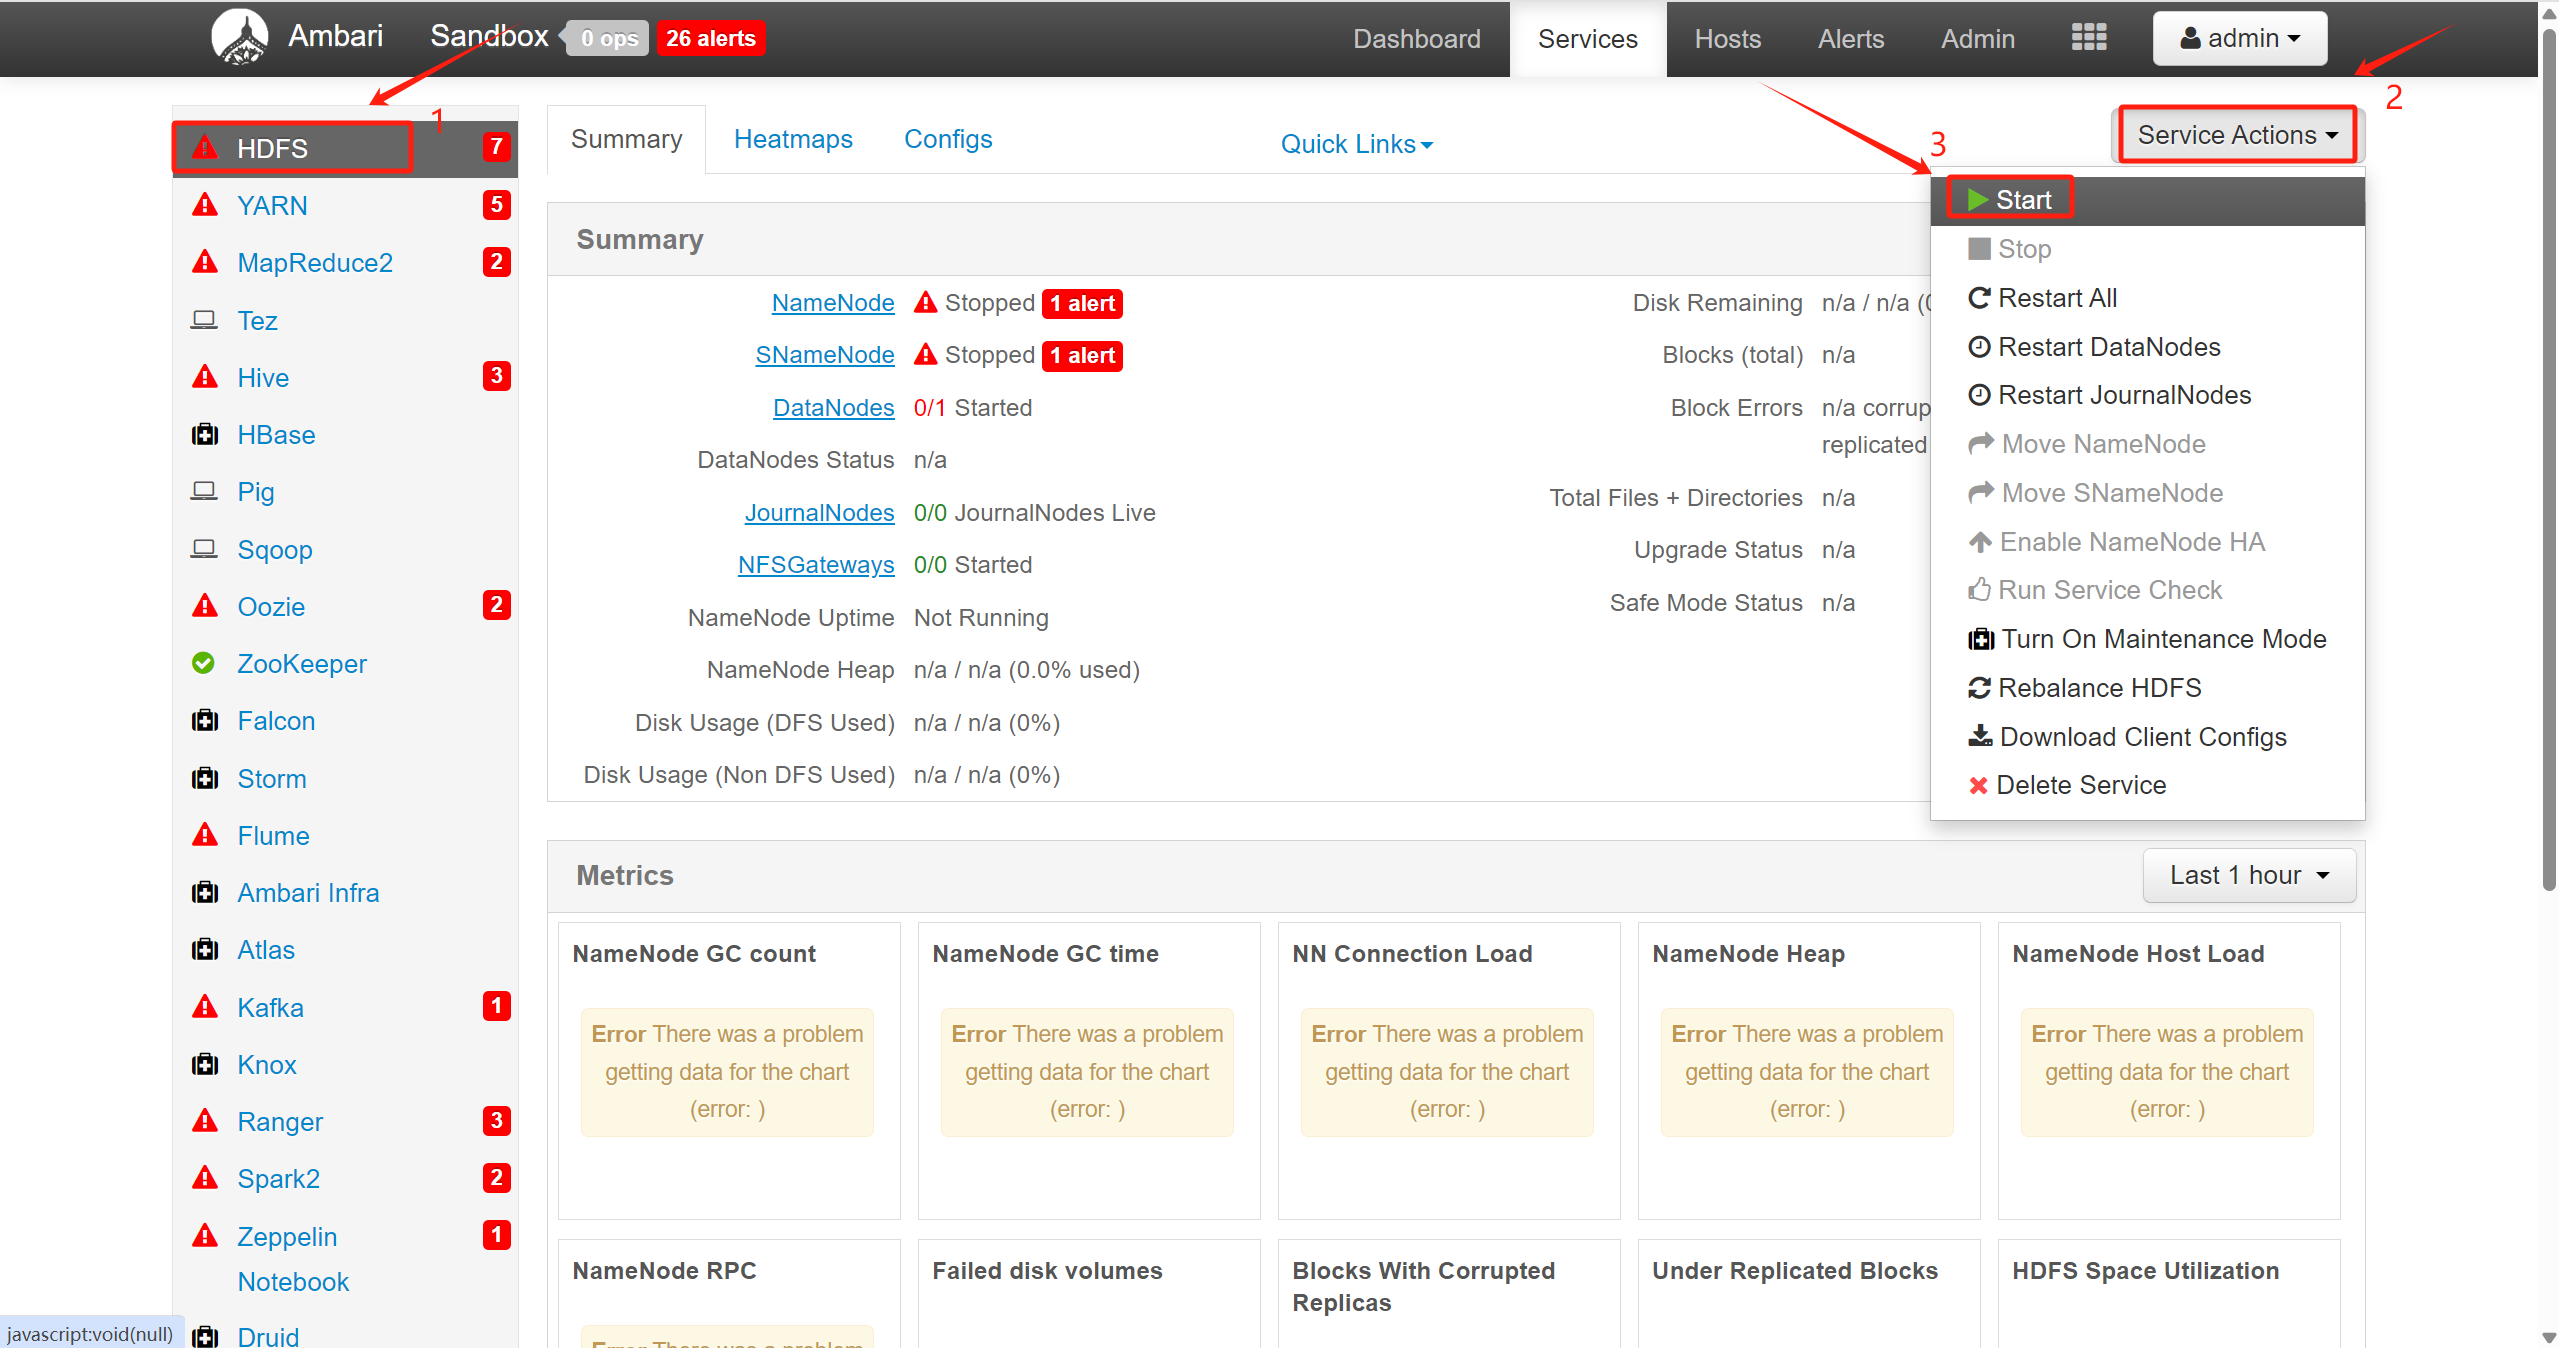 Ambari Sandbox 0 ops 26 alerts Dashboard Services Hosts Alerts Admin admin
1
2
3
HDFS 7
YARN 5
MapReduce2 2
Tez
Hive 3
HBase
Pig
Sqoop
Oozie 2
ZooKeeper
Falcon
Storm
Flume
Ambari Infra
Atlas
Kafka 1
Knox
Ranger 3
Spark2 2
Zeppelin 1
Notebook
Druid
javascript:void(null)
Summary Heatmaps Configs Quick Links Service Actions
Start
Stop
Restart All
Restart DataNodes
Restart JournalNodes
Move NameNode
Move SNameNode
Enable NameNode HA
Run Service Check
Turn On Maintenance Mode
Rebalance HDFS
Download Client Configs
Delete Service
Summary
NameNode Stopped 1 alert
SNameNode Stopped 1 alert
DataNodes 0/1 Started
DataNodes Status n/a
JournalNodes 0/0 JournalNodes Live
NFSGateways 0/0 Started
NameNode Uptime Not Running
NameNode Heap n/a / n/a (0.0% used)
Disk Usage (DFS Used) n/a / n/a (0%)
Disk Usage (Non DFS Used) n/a / n/a (0%)
Disk Remaining n/a / n/a
Blocks (total) n/a
Block Errors n/a corrup
replicated
Total Files + Directories n/a
Upgrade Status n/a
Safe Mode Status n/a
Metrics Last 1 hour
NameNode GC count
Error There was a problem
getting data for the chart
(error: )
NameNode GC time
Error There was a problem
getting data for the chart
(error: )
NN Connection Load
Error There was a problem
getting data for the chart
(error: )
NameNode Heap
Error There was a problem
getting data for the chart
(error: )
NameNode Host Load
Error There was a problem
getting data for the chart
(error: )
NameNode RPC
Error There was a problem
Failed disk volumes
Blocks With Corrupted
Replicas
Under Replicated Blocks
HDFS Space Utilization